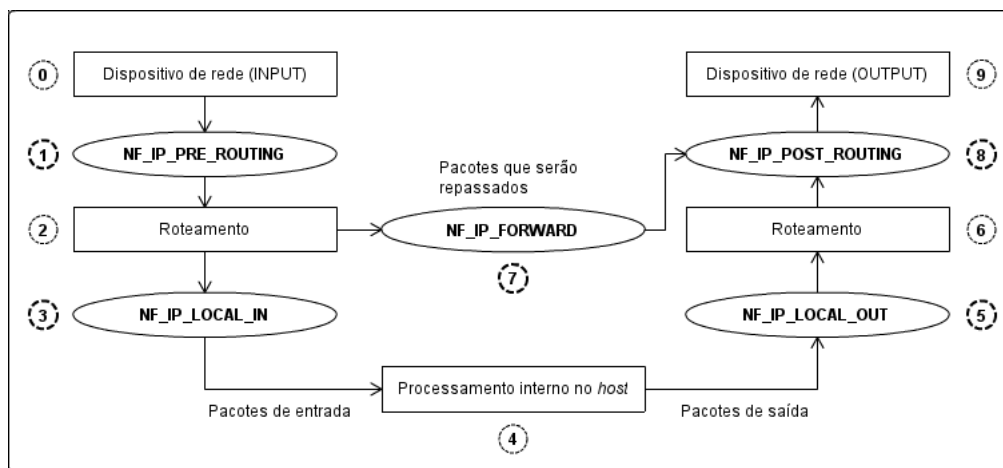 0
Dispositivo de rede (INPUT)
Dispositivo de rede (OUTPUT)
9
1
NF_IP_PRE_ROUTING
Pacotes que serão
repassados
NF_IP_POST_ROUTING
8
2
Roteamento
NF_IP_FORWARD
Roteamento
6
7
3
NF_IP_LOCAL_IN
NF_IP_LOCAL_OUT
5
Processamento interno no host
Pacotes de entrada
Pacotes de saída
4